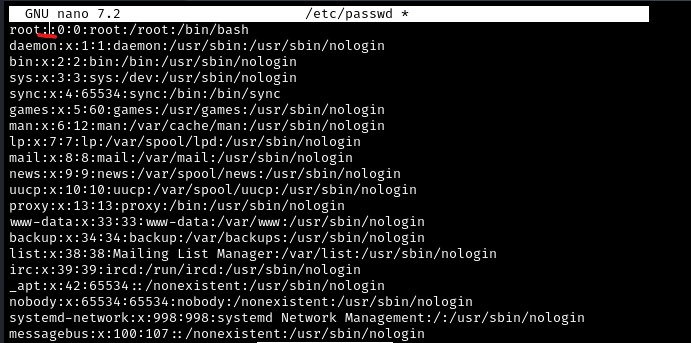 GNU nano 7.2 /etc/passwd *
root::0:0:root:/root:/bin/bash
daemon:x:1:1:daemon:/usr/sbin:/usr/sbin/nologin
bin:x:2:2:bin:/bin:/usr/sbin/nologin
sys:x:3:3:sys:/dev:/usr/sbin/nologin
sync:x:4:65534:sync:/bin:/bin/sync
games:x:5:60:games:/usr/games:/usr/sbin/nologin
man:x:6:12:man:/var/cache/man:/usr/sbin/nologin
lp:x:7:7:lp:/var/spool/lpd:/usr/sbin/nologin
mail:x:8:8:mail:/var/mail:/usr/sbin/nologin
news:x:9:9:news:/var/spool/news:/usr/sbin/nologin
uucp:x:10:10:uucp:/var/spool/uucp:/usr/sbin/nologin
proxy:x:13:13:proxy:/bin:/usr/sbin/nologin
www-data:x:33:33:www-data:/var/www:/usr/sbin/nologin
backup:x:34:34:backup:/var/backups:/usr/sbin/nologin
list:x:38:38:Mailing List Manager:/var/list:/usr/sbin/nologin
irc:x:39:39:ircd:/run/ircd:/usr/sbin/nologin
_apt:x:42:65534::/nonexistent:/usr/sbin/nologin
nobody:x:65534:65534:nobody:/nonexistent:/usr/sbin/nologin
systemd-network:x:998:998:systemd Network Management:/:/usr/sbin/nologin
messagebus:x:100:107::/nonexistent:/usr/sbin/nologin